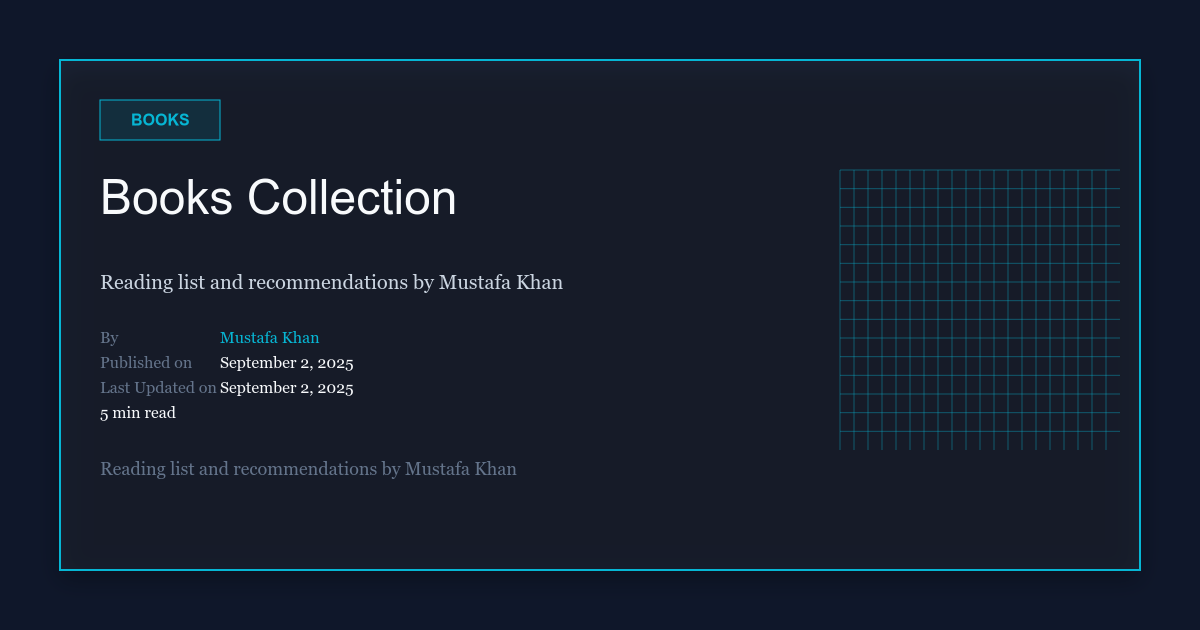 BOOKS
Books Collection
Reading list and recommendations by Mustafa Khan
By Mustafa Khan
Published on September 2, 2025
Last Updated on September 2, 2025
5 min read
Reading list and recommendations by Mustafa Khan